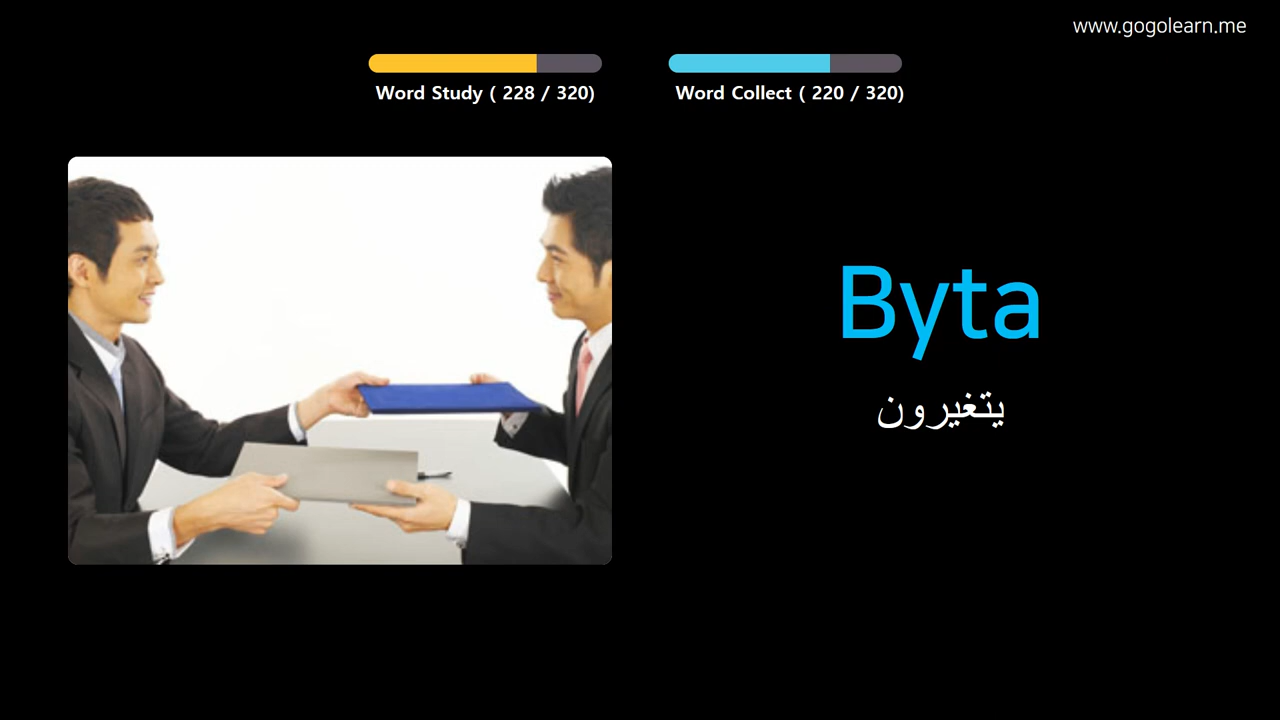 www.gogolearn.me
Word Study ( 228 / 320)
Word Collect ( 220 / 320)
Byta
يتغيرون